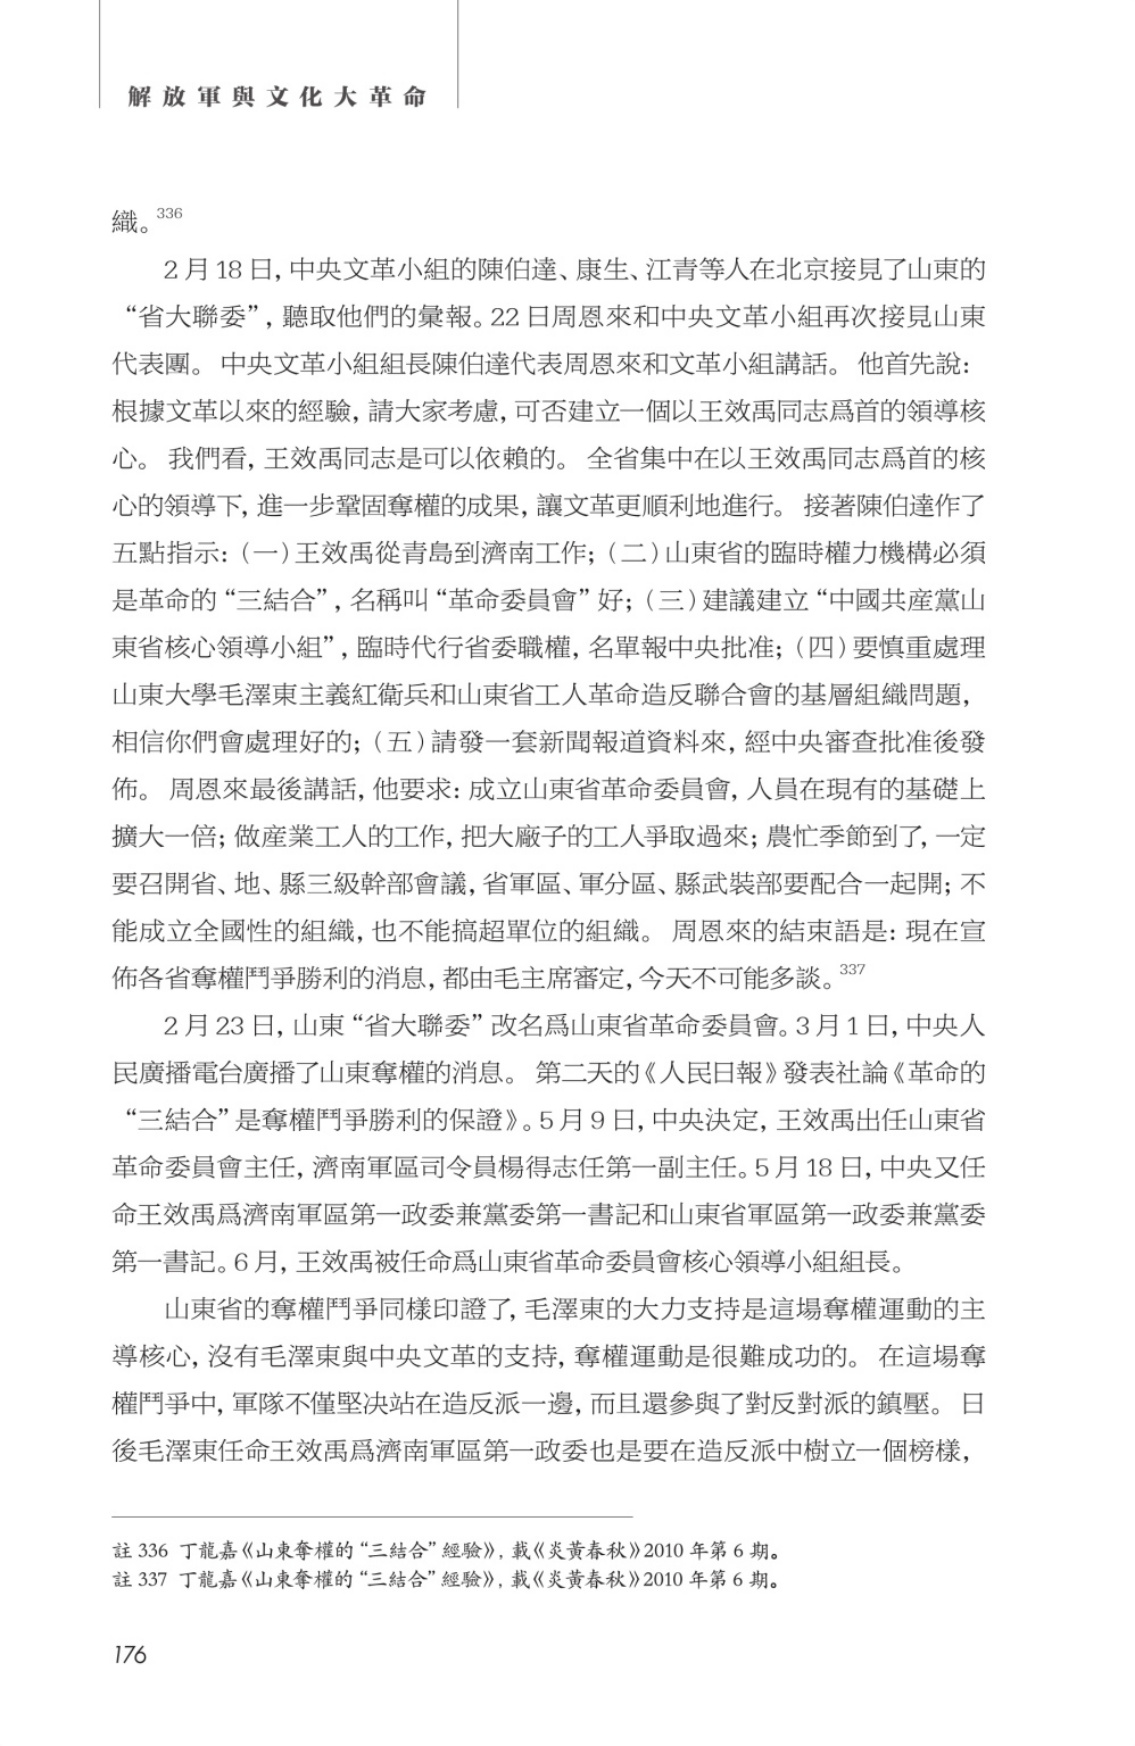 解放軍與文化大革命
織。336
2月18日,中央文革小組的陳伯達、康生、江青等人在北京接見了山東的
“省大聯委”,聽取他們的彙報。22日周恩來和中央文革小組再次接見山東
代表團。 中央文革小組組長陳伯達代表周恩來和文革小組講話。 他首先說:
根據文革以來的經驗,請大家考慮,可否建立一個以王效禹同志爲首的領導核
心。 我們看,王效禹同志是可以依賴的。 全省集中在以王效禹同志爲首的核
心的領導下,進一步鞏固奪權的成果,讓文革更順利地進行。 接著陳伯達作了
五點指示:(一)王效禹從青島到濟南工作;(二)山東省的臨時權力機構必須
是革命的“三結合”,名稱叫“革命委員會”好;(三)建議建立“中國共産黨山
東省核心領導小組”,臨時代行省委職權,名單報中央批准;(四)要慎重處理
山東大學毛澤東主義紅衛兵和山東省工人革命造反聯合會的基層組織問題,
相信你們會處理好的;(五)請發一套新聞報道資料來,經中央審查批准後發
佈。 周恩來最後講話,他要求:成立山東省革命委員會,人員在現有的基礎上
擴大一倍;做産業工人的工作,把大廠子的工人爭取過來;農忙季節到了,一定
要召開省、地、縣三級幹部會議,省軍區、軍分區、縣武裝部要配合一起開;不
能成立全國性的組織,也不能搞超單位的組織。 周恩來的結束語是:現在宣
佈各省奪權鬥爭勝利的消息,都由毛主席審定,今天不可能多談。337
2月23日,山東“省大聯委”改名爲山東省革命委員會。3月1日,中央人
民廣播電台廣播了山東奪權的消息。 第二天的《人民日報》發表社論《革命的
“三結合”是奪權鬥爭勝利的保證》。5月9日,中央決定,王效禹出任山東省
革命委員會主任,濟南軍區司令員楊得志任第一副主任。5月18日,中央又任
命王效禹爲濟南軍區第一政委兼黨委第一書記和山東省軍區第一政委兼黨委
第一書記。6月,王效禹被任命爲山東省革命委員會核心領導小組組長。
山東省的奪權鬥爭同樣印證了,毛澤東的大力支持是這場奪權運動的主
導核心,沒有毛澤東與中央文革的支持,奪權運動是很難成功的。 在這場奪
權鬥爭中,軍隊不僅堅决站在造反派一邊,而且還參與了對反對派的鎮壓。 日
後毛澤東任命王效禹爲濟南軍區第一政委也是要在造反派中樹立一個榜樣,
註 336 丁龍嘉《山東奪權的“三結合”經驗》,載《炎黃春秋》2010 年第 6 期。
註 337 丁龍嘉《山東奪權的“三結合”經驗》,載《炎黃春秋》2010 年第 6 期。
176